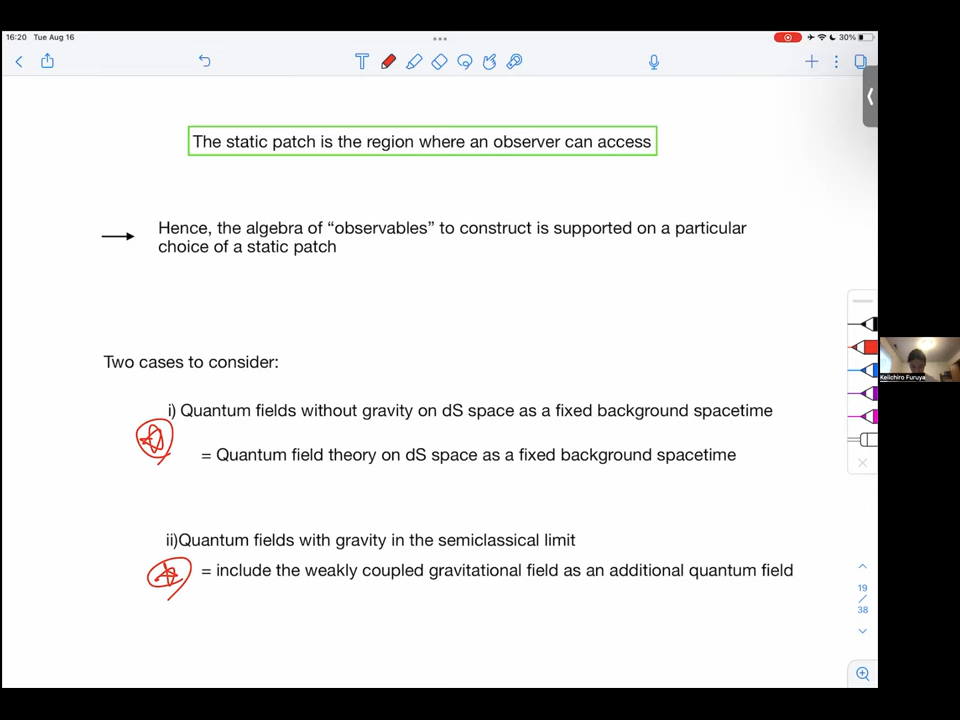 16:20 Tue Aug 16
30%
T
The static patch is the region where an observer can access
Hence, the algebra of “observables” to construct is supported on a particular
choice of a static patch
Two cases to consider:
i) Quantum fields without gravity on dS space as a fixed background spacetime
= Quantum field theory on dS space as a fixed background spacetime
ii)Quantum fields with gravity in the semiclassical limit
= include the weakly coupled gravitational field as an additional quantum field
19
/
38
Keiichiro Furuya